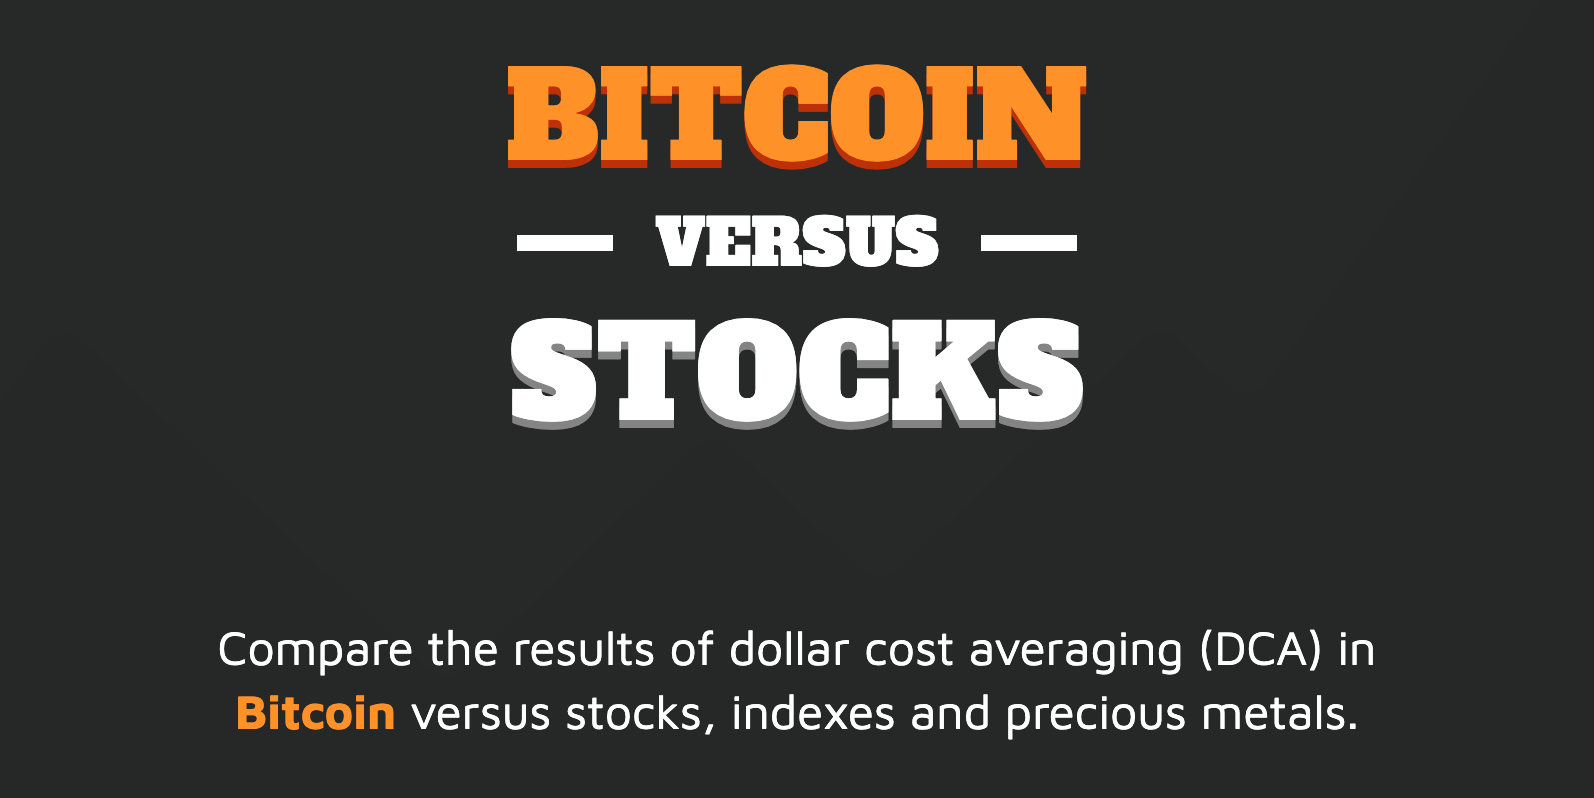 BITCOIN
VERSUS
STOCKS
Compare the results of dollar cost averaging (DCA) in
Bitcoin versus stocks, indexes and precious metals.